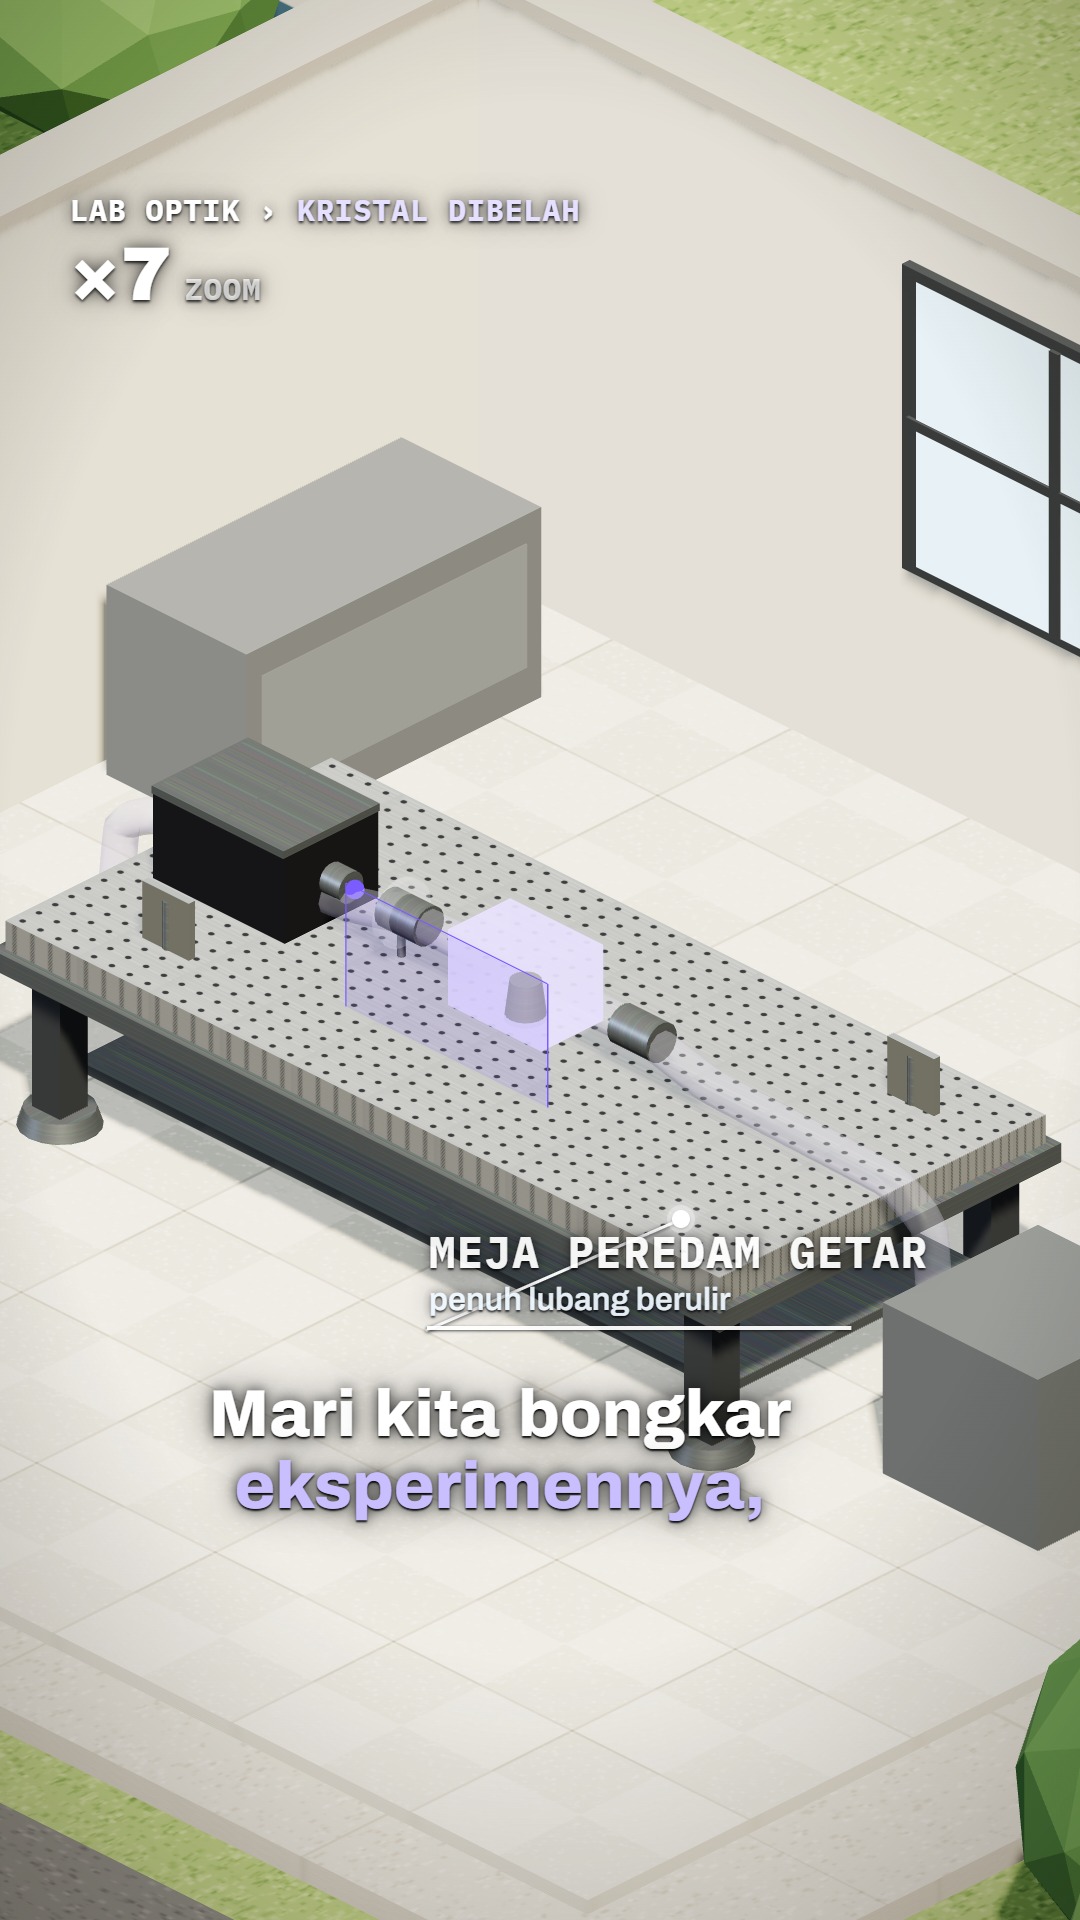 LAB OPTIK › KRISTAL DIBELAH
×7 ZOOM
MEJA PEREDAM GETAR
penuh lubang berulir
Mari kita bongkar
eksperimennya,